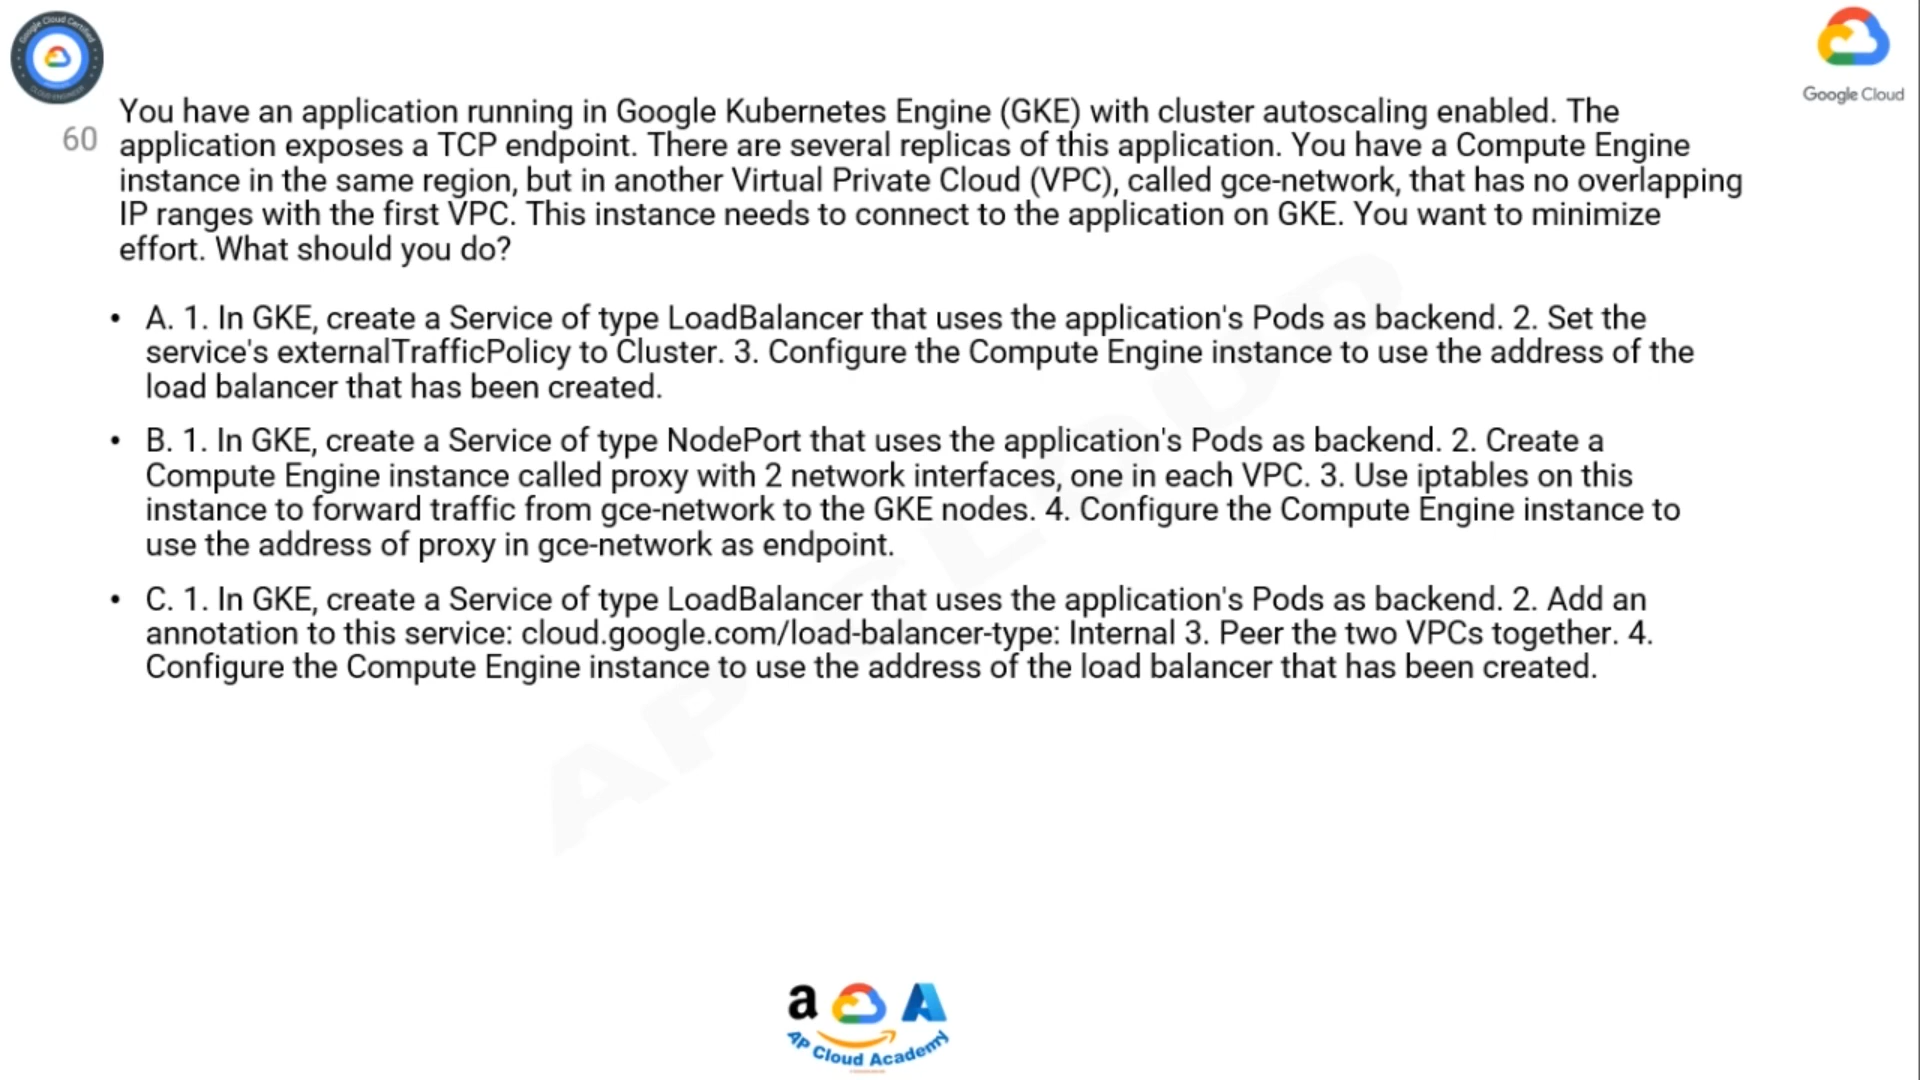 Google Cloud Certified
CLOUD ENGINEER
Google Cloud
60
You have an application running in Google Kubernetes Engine (GKE) with cluster autoscaling enabled. The
application exposes a TCP endpoint. There are several replicas of this application. You have a Compute Engine
instance in the same region, but in another Virtual Private Cloud (VPC), called gce-network, that has no overlapping
IP ranges with the first VPC. This instance needs to connect to the application on GKE. You want to minimize
effort. What should you do?
• A. 1. In GKE, create a Service of type LoadBalancer that uses the application's Pods as backend. 2. Set the
service's externalTrafficPolicy to Cluster. 3. Configure the Compute Engine instance to use the address of the
load balancer that has been created.
• B. 1. In GKE, create a Service of type NodePort that uses the application's Pods as backend. 2. Create a
Compute Engine instance called proxy with 2 network interfaces, one in each VPC. 3. Use iptables on this
instance to forward traffic from gce-network to the GKE nodes. 4. Configure the Compute Engine instance to
use the address of proxy in gce-network as endpoint.
• C. 1. In GKE, create a Service of type LoadBalancer that uses the application's Pods as backend. 2. Add an
annotation to this service: cloud.google.com/load-balancer-type: Internal 3. Peer the two VPCs together. 4.
Configure the Compute Engine instance to use the address of the load balancer that has been created.
AP CLOUD
a
AP Cloud Academy